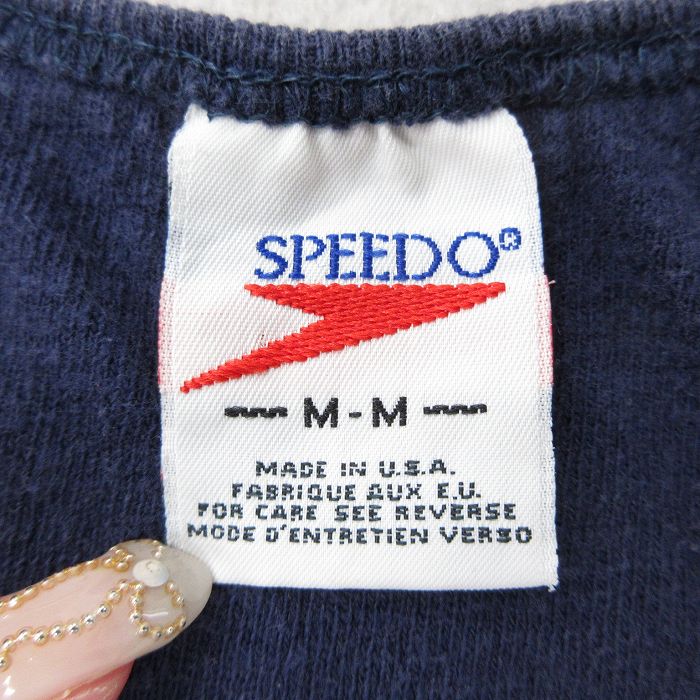 SPEEDO®
M - M
MADE IN U.S.A.
FABRIQUE AUX E.U.
FOR CARE SEE REVERSE
MODE D'ENTRETIEN VERSO